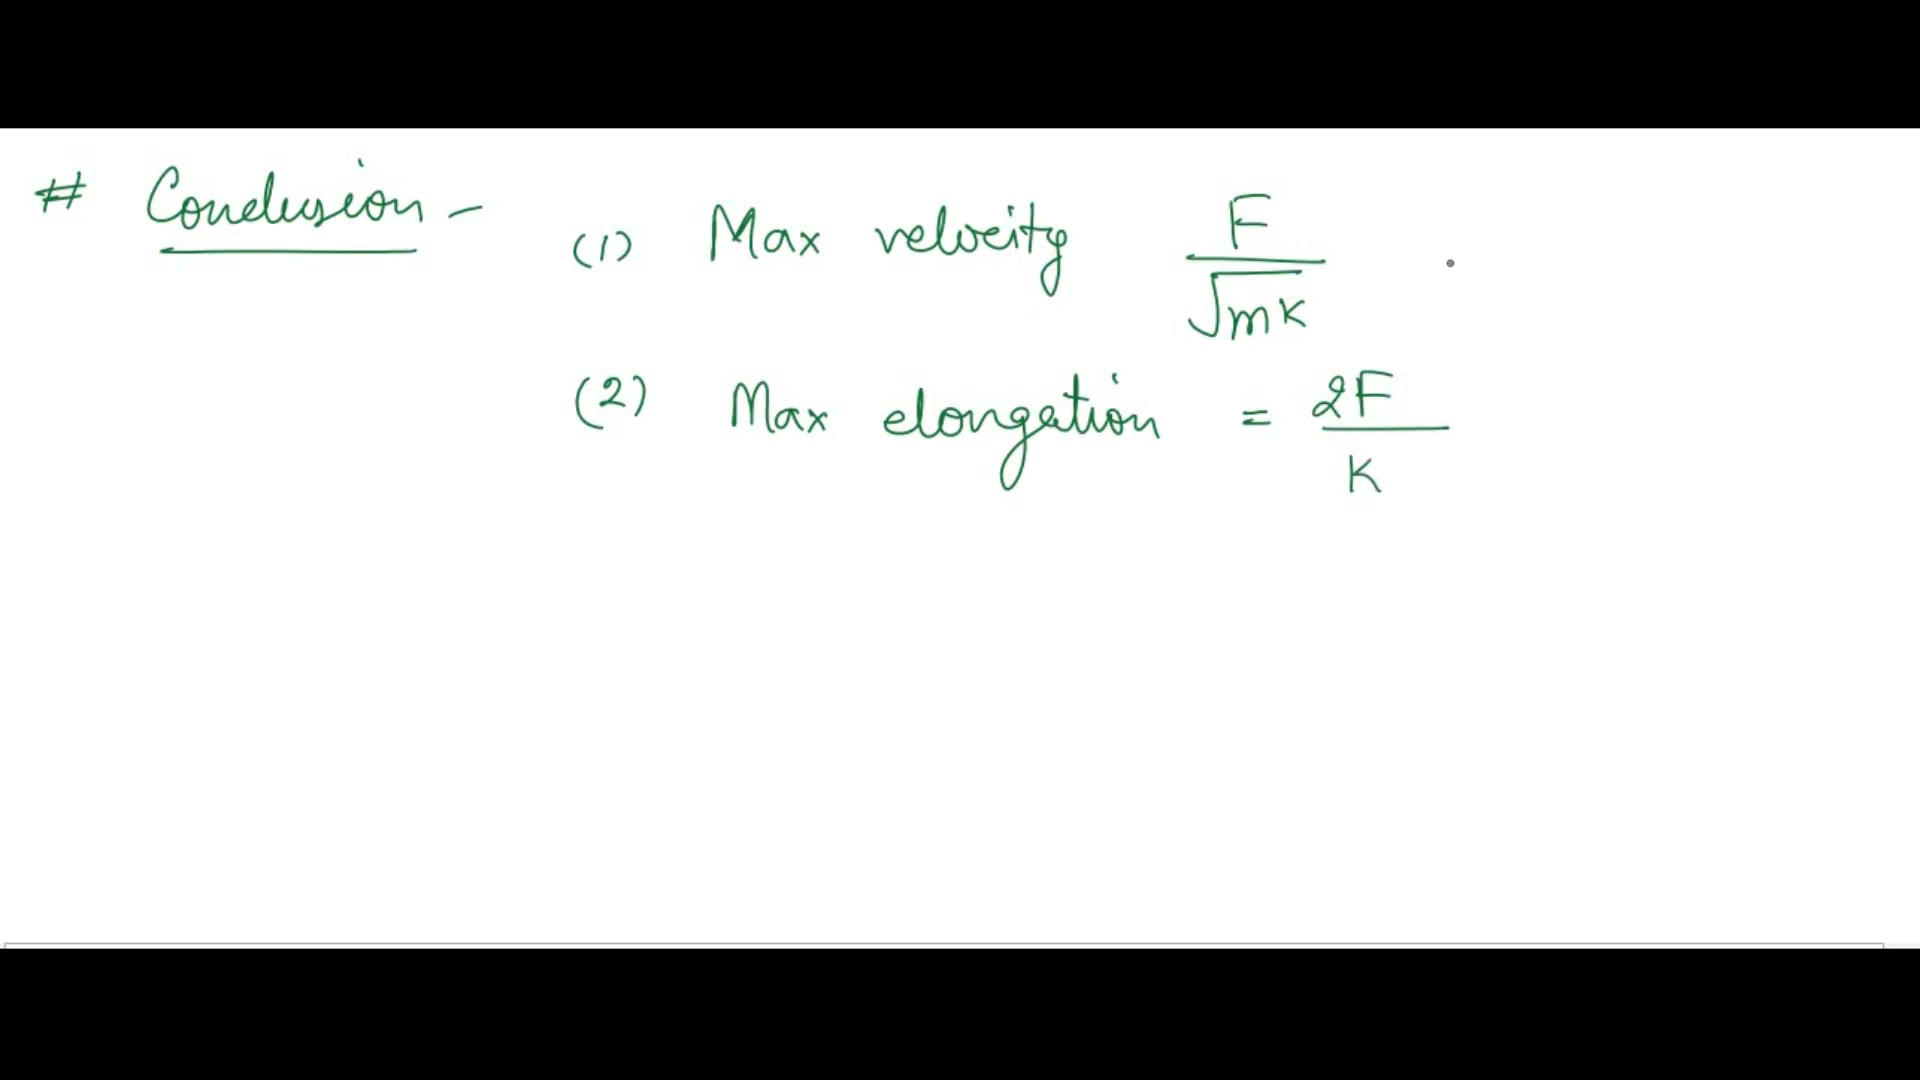 # Conclusion - (1) Max velocity F/√mK
(2) Max elongation = 2F/K